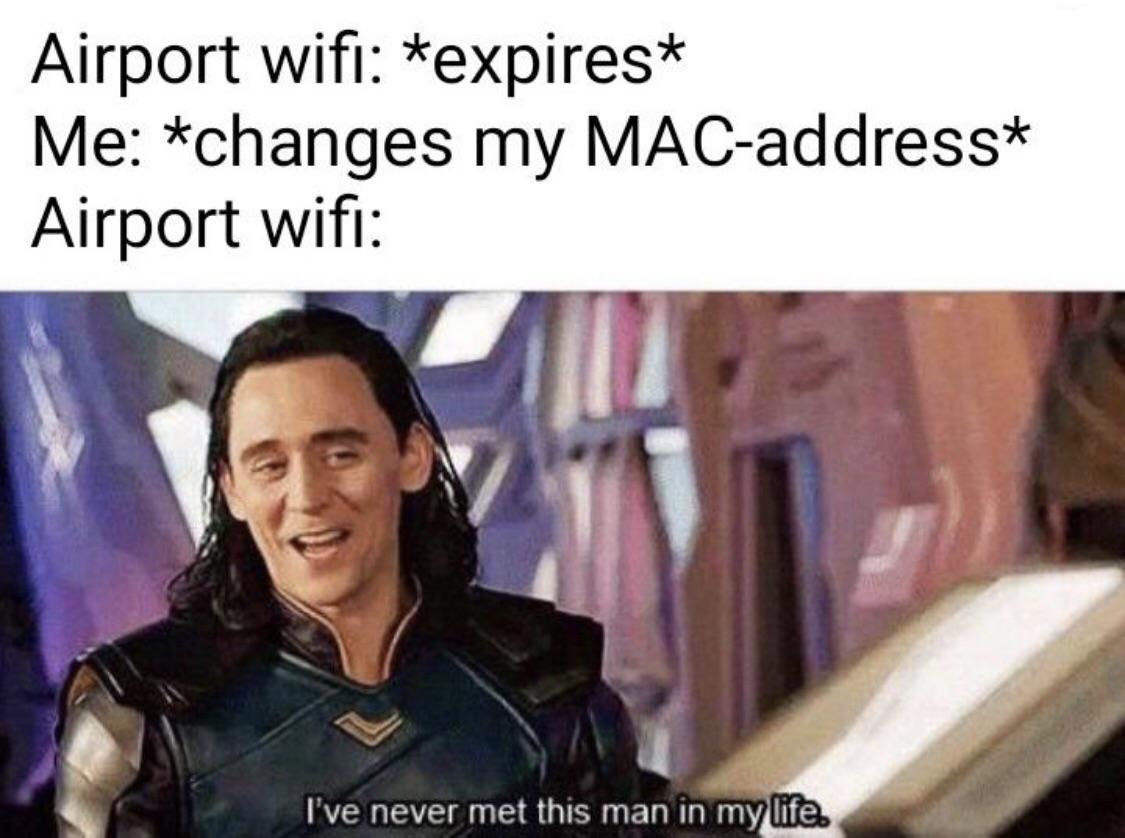 Airport wifi: *expires*
Me: *changes my MAC-address*
Airport wifi:
I've never met this man in my life.